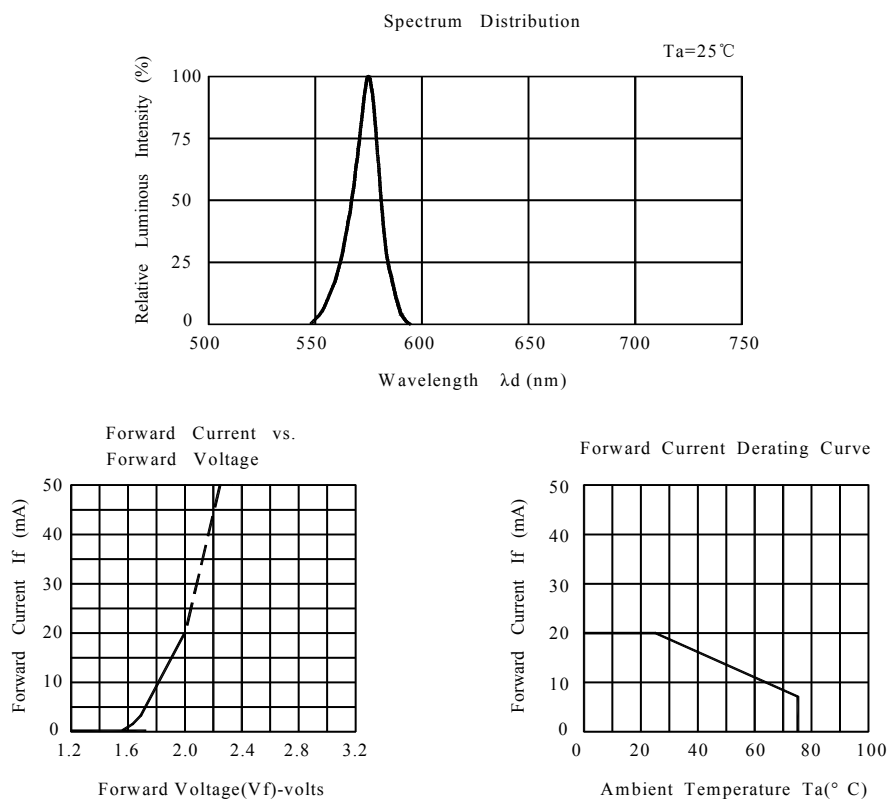 Spectrum Distribution
Ta=25℃
Relative Luminous Intensity (%)
100
75
50
25
0
500 550 600 650 700 750
Wavelength λd (nm)
Forward Current vs.
Forward Voltage
Forward Current If (mA)
50
40
30
20
10
0
1.2 1.6 2.0 2.4 2.8 3.2
Forward Voltage(Vf)-volts
Forward Current Derating Curve
Forward Current If (mA)
50
40
30
20
10
0
0 20 40 60 80 100
Ambient Temperature Ta(° C)